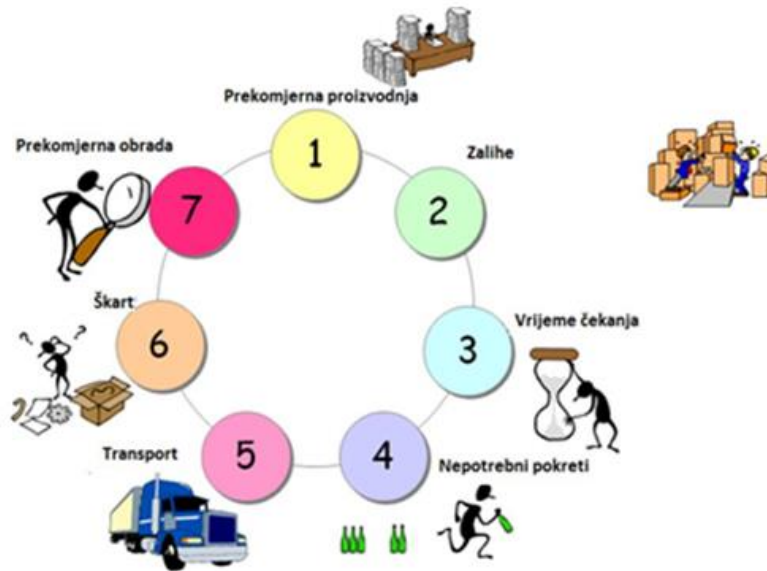 Prekomjerna proizvodnja
1
Zalihe
2
Vrijeme čekanja
3
Nepotrebni pokreti
4
Transport
5
Škart
6
Prekomjerna obrada
7
? ?